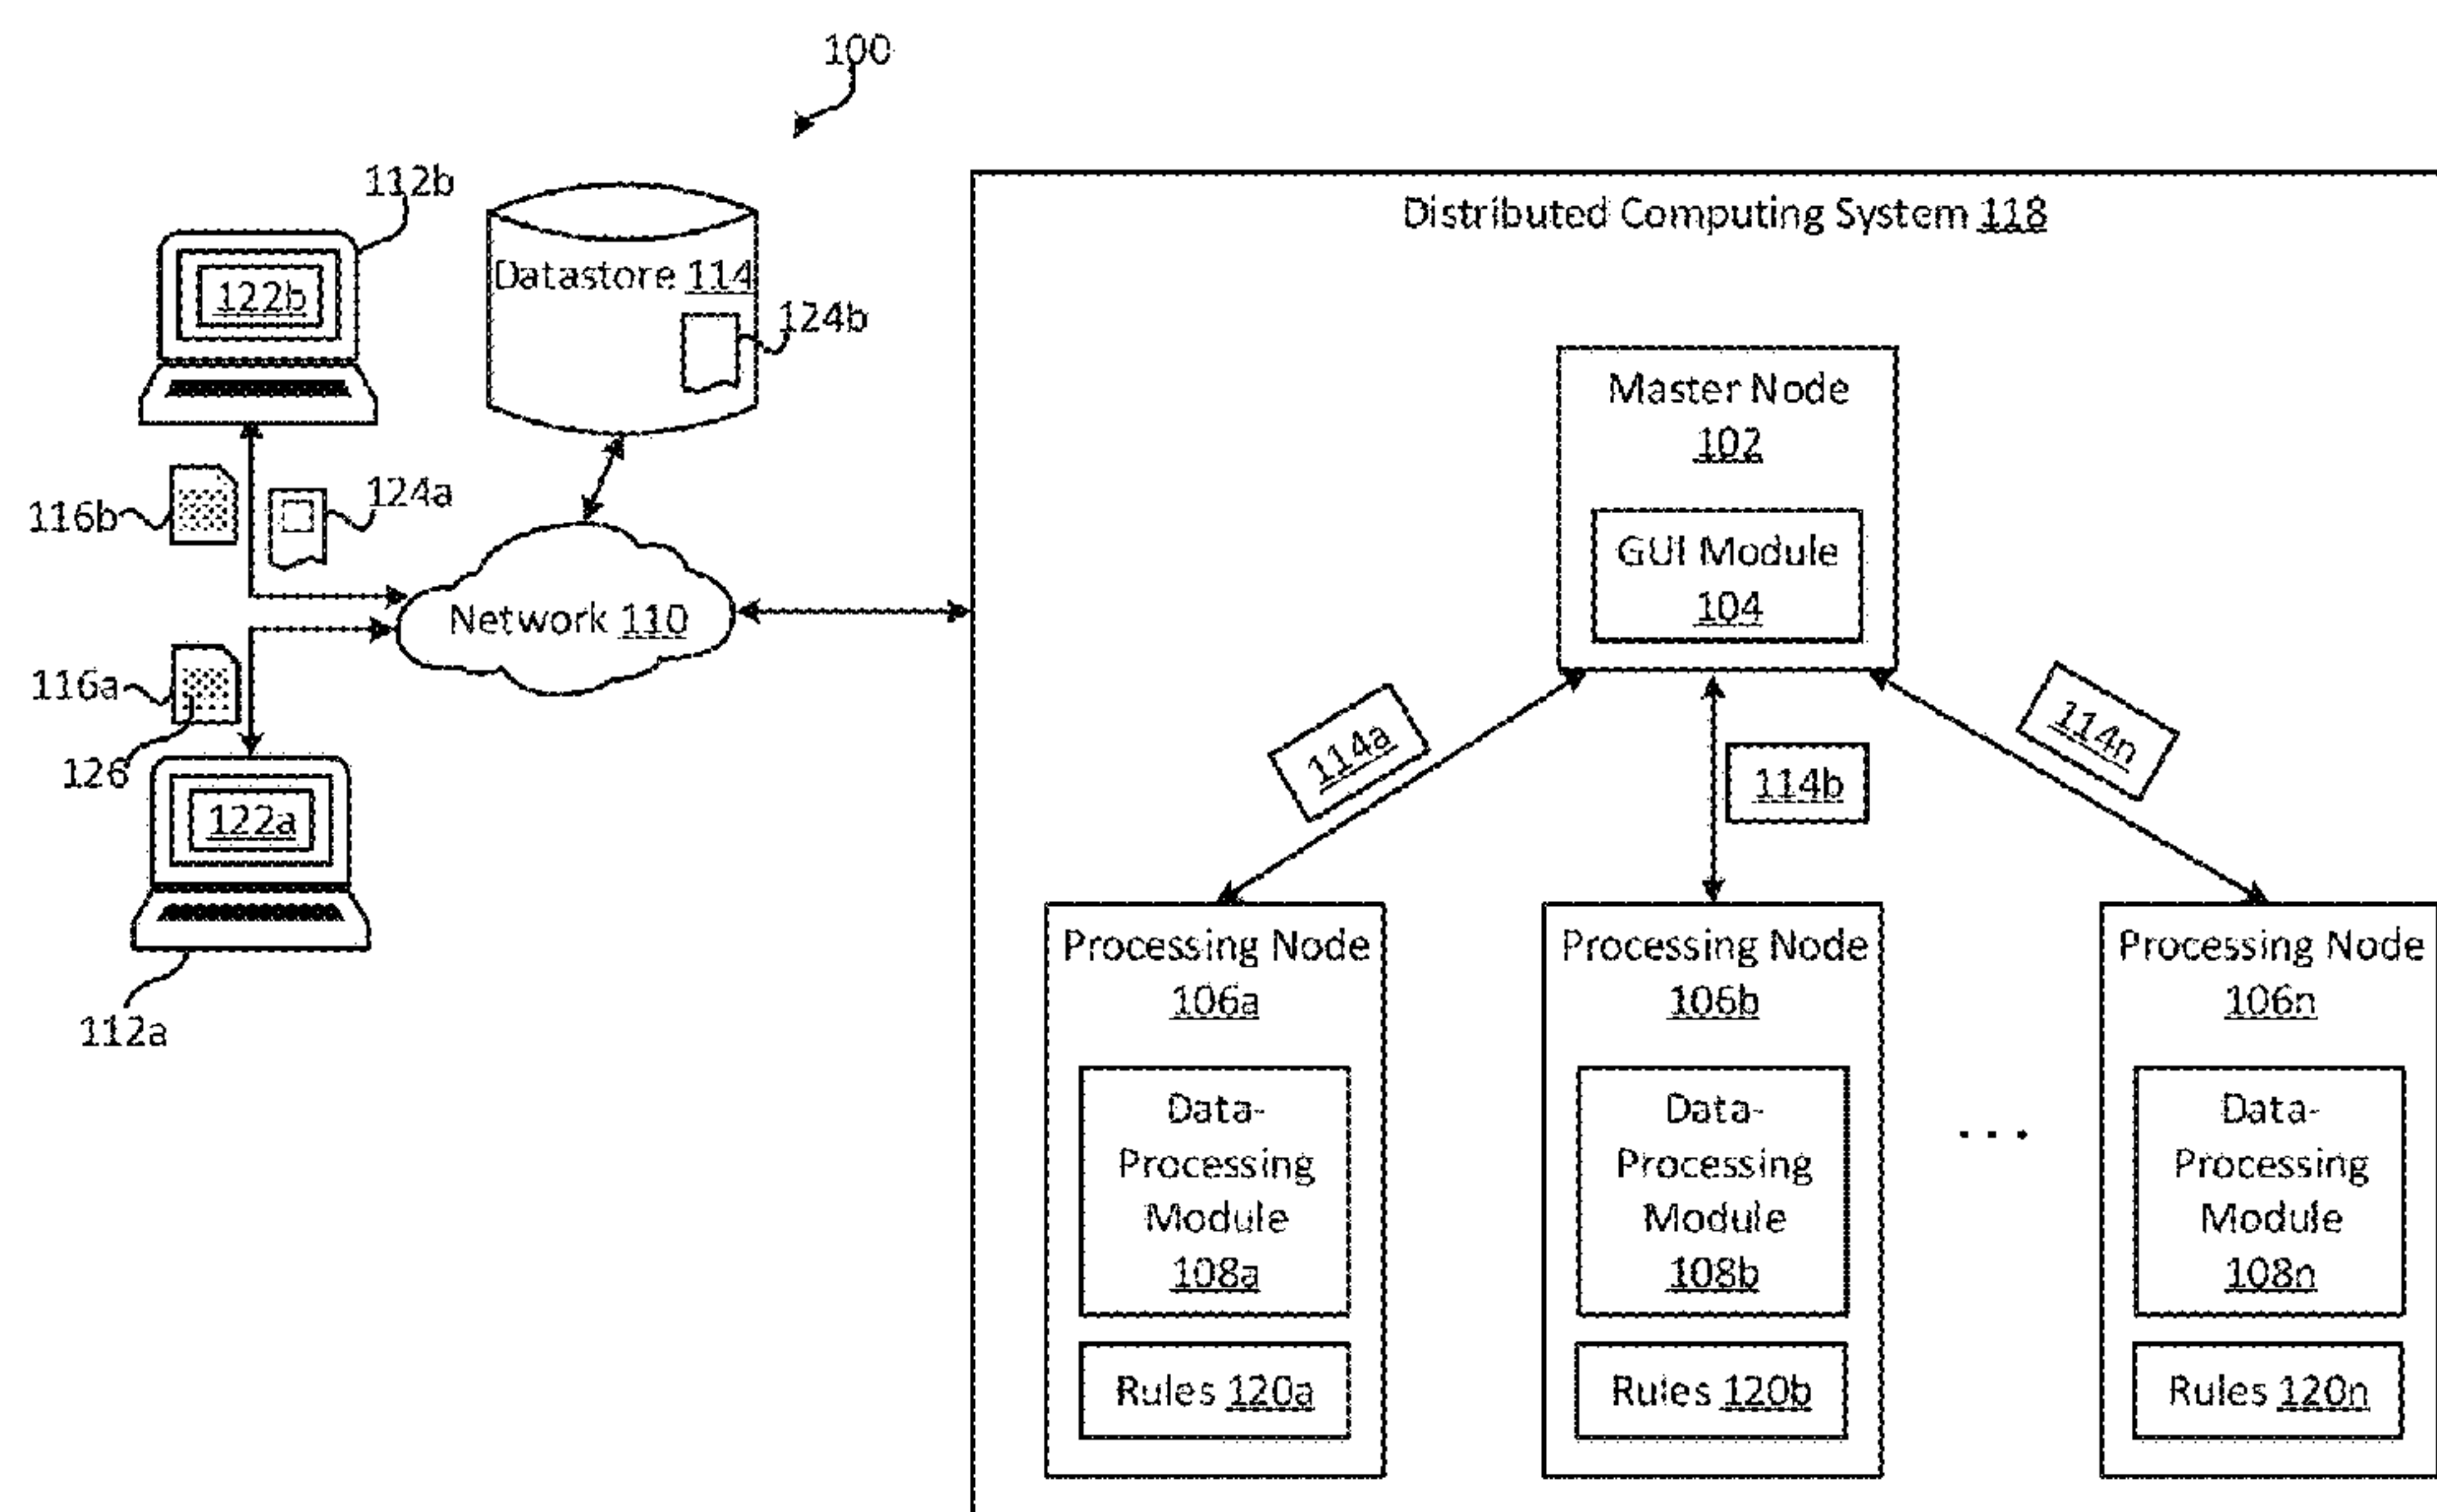 100
112b
122b
Datastore 114
124b
116b
124a
Network 110
116a
126
122a
112a
Distributed Computing System 118
Master Node
102
GUI Module
104
114a
114b
114n
Processing Node
106a
Data-
Processing
Module
108a
Rules 120a
Processing Node
106b
Data-
Processing
Module
108b
Rules 120b
...
Processing Node
106n
Data-
Processing
Module
108n
Rules 120n